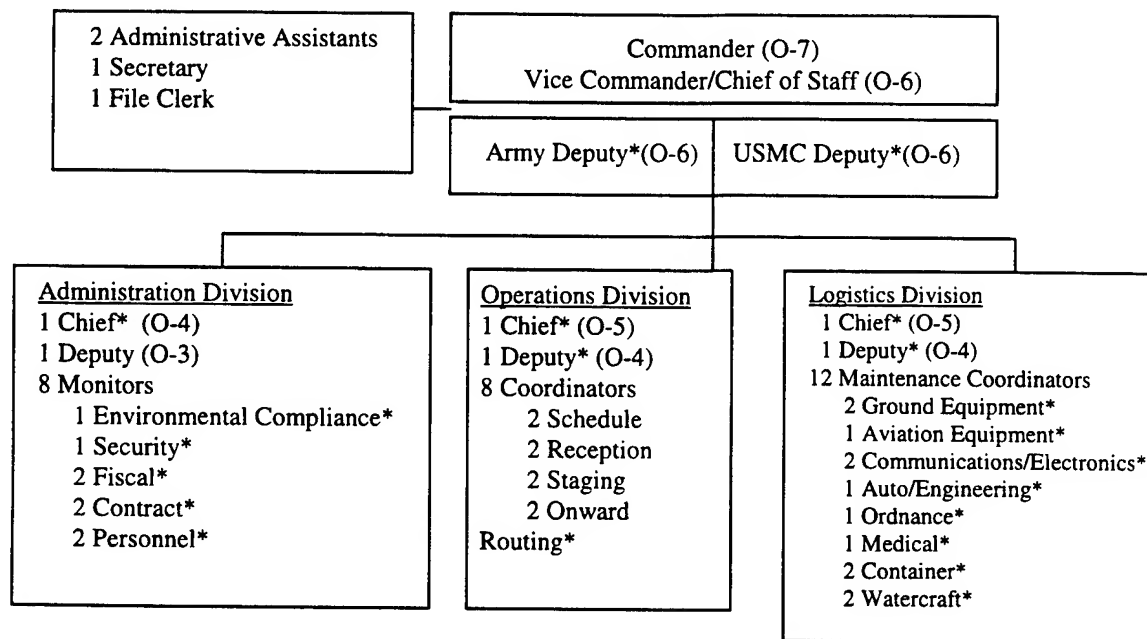 2 Administrative Assistants
1 Secretary
1 File Clerk
Commander (O-7)
Vice Commander/Chief of Staff (O-6)
Army Deputy*(O-6)
USMC Deputy*(O-6)
Administration Division
1 Chief* (O-4)
1 Deputy (O-3)
8 Monitors
1 Environmental Compliance*
1 Security*
2 Fiscal*
2 Contract*
2 Personnel*
Operations Division
1 Chief* (O-5)
1 Deputy* (O-4)
8 Coordinators
2 Schedule
2 Reception
2 Staging
2 Onward
Routing*
Logistics Division
1 Chief* (O-5)
1 Deputy* (O-4)
12 Maintenance Coordinators
2 Ground Equipment*
1 Aviation Equipment*
2 Communications/Electronics*
1 Auto/Engineering*
1 Ordnance*
1 Medical*
2 Container*
2 Watercraft*